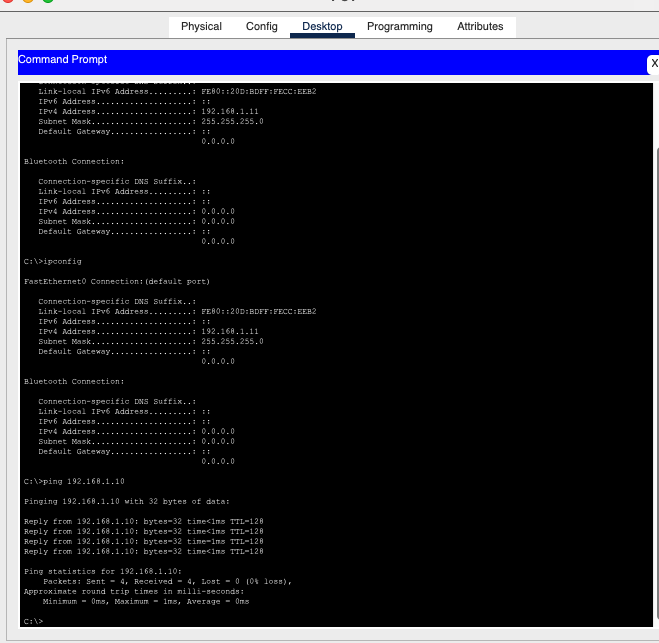 Physical Config Desktop Programming Attributes
Command Prompt
X
Link-local IPv6 Address.........: FE80::20D:BDFF:FECC:EEB2
IPv6 Address....................: ::
IPv4 Address....................: 192.168.1.11
Subnet Mask.....................: 255.255.255.0
Default Gateway.................: ::
0.0.0.0
Bluetooth Connection:
Connection-specific DNS Suffix..:
Link-local IPv6 Address.........: ::
IPv6 Address....................: ::
IPv4 Address....................: 0.0.0.0
Subnet Mask.....................: 0.0.0.0
Default Gateway.................: ::
0.0.0.0
C:\>ipconfig
FastEthernet0 Connection:(default port)
Connection-specific DNS Suffix..:
Link-local IPv6 Address.........: FE80::20D:BDFF:FECC:EEB2
IPv6 Address....................: ::
IPv4 Address....................: 192.168.1.11
Subnet Mask.....................: 255.255.255.0
Default Gateway.................: ::
0.0.0.0
Bluetooth Connection:
Connection-specific DNS Suffix..:
Link-local IPv6 Address.........: ::
IPv6 Address....................: ::
IPv4 Address....................: 0.0.0.0
Subnet Mask.....................: 0.0.0.0
Default Gateway.................: ::
0.0.0.0
C:\>ping 192.168.1.10
Pinging 192.168.1.10 with 32 bytes of data:
Reply from 192.168.1.10: bytes=32 time<1ms TTL=128
Reply from 192.168.1.10: bytes=32 time<1ms TTL=128
Reply from 192.168.1.10: bytes=32 time=1ms TTL=128
Reply from 192.168.1.10: bytes=32 time<1ms TTL=128
Ping statistics for 192.168.1.10:
Packets: Sent = 4, Received = 4, Lost = 0 (0% loss),
Approximate round trip times in milli-seconds:
Minimum = 0ms, Maximum = 1ms, Average = 0ms
C:\>